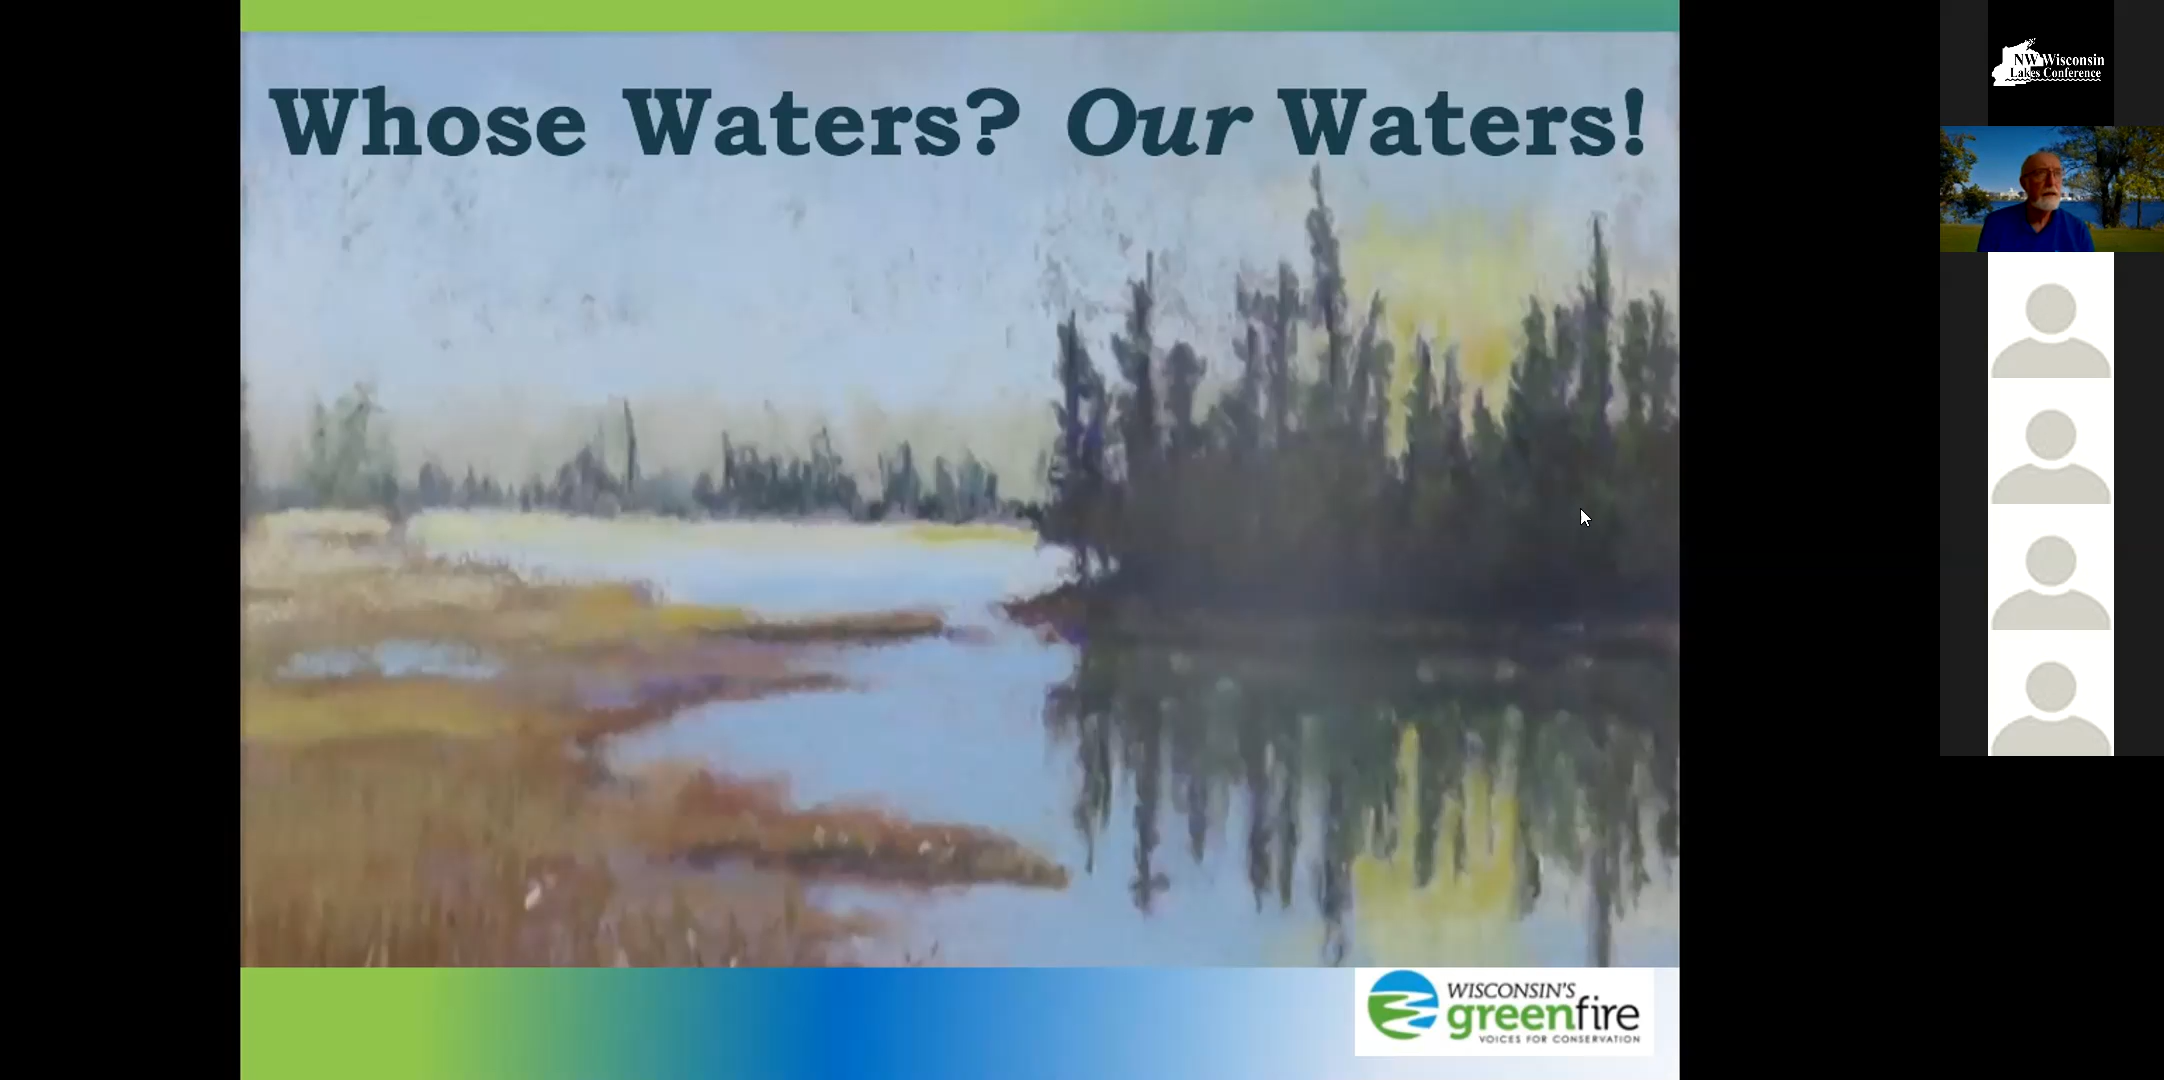 Whose Waters? Our Waters!
NW Wisconsin
Lakes Conference
WISCONSIN'S
greenfire
VOICES FOR CONSERVATION